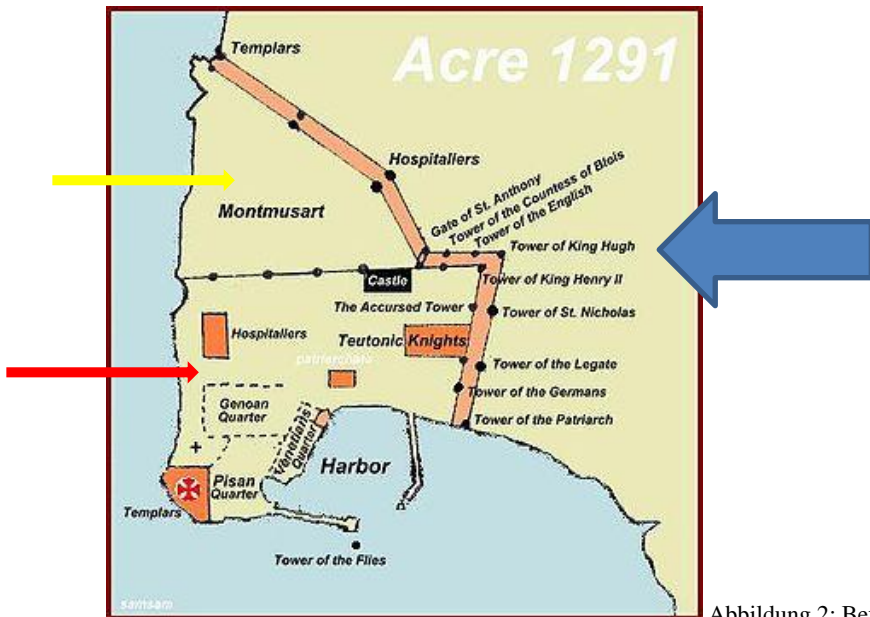 Acre 1291
Templars
Hospitaliers
Gate of St. Anthony
Tower of the Countess of Blois
Tower of the English
Montmusart
Tower of King Hugh
Castle
Tower of King Henry II
The Accursed Tower
Tower of St. Nicholas
Hospitaliers
Teutonic Knights
patriarchate
Tower of the Legate
Tower of the Germans
Genoan
Quarter
Venetians
Quarter
Tower of the Patriarch
Harbor
Pisan
Quarter
Templars
Tower of the Flies
samsam
Abbildung 2: